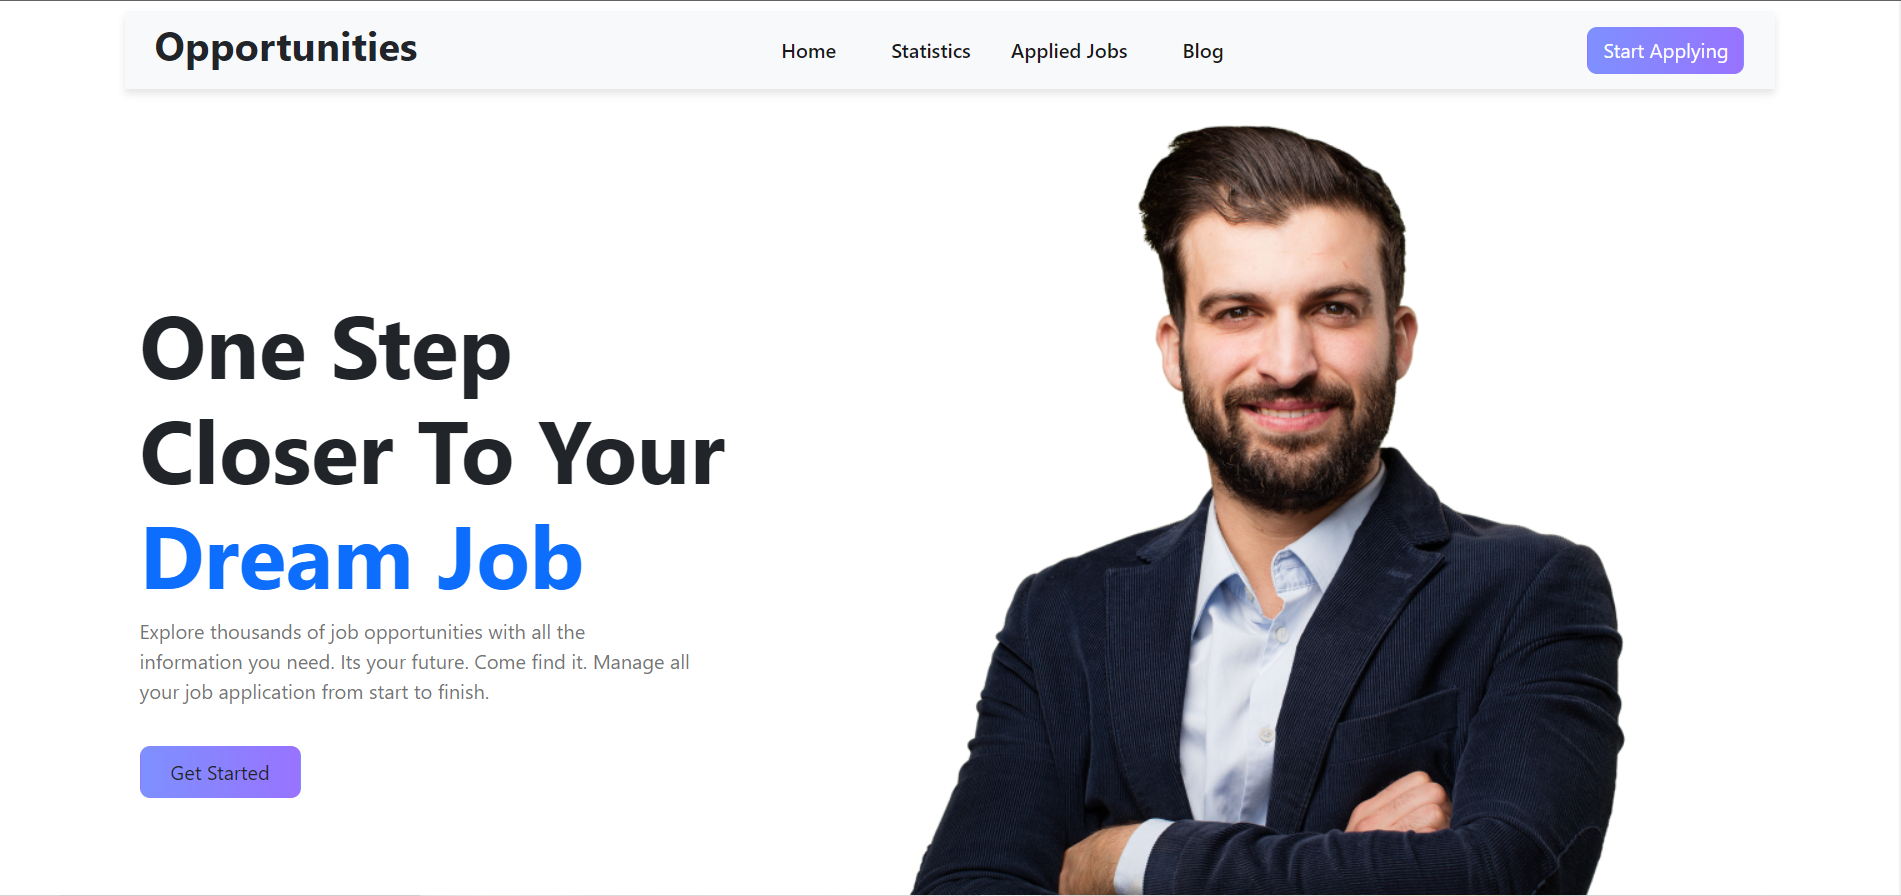 Opportunities
Home Statistics Applied Jobs Blog
Start Applying
One Step
Closer To Your
Dream Job
Explore thousands of job opportunities with all the
information you need. Its your future. Come find it. Manage all
your job application from start to finish.
Get Started